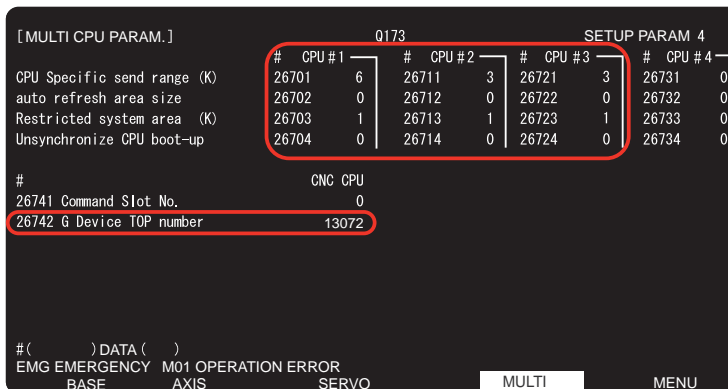 [MULTI CPU PARAM.] Q173 SETUP PARAM 4
# CPU#1 # CPU#2 # CPU#3 # CPU#4
CPU Specific send range (K) 26701 6 26711 3 26721 3 26731 0
auto refresh area size 26702 0 26712 0 26722 0 26732 0
Restricted system area (K) 26703 1 26713 1 26723 1 26733 0
Unsynchronize CPU boot-up 26704 0 26714 0 26724 0 26734 0
# CNC CPU
26741 Command Slot No. 0
26742 G Device TOP number 13072
#( )DATA( )
EMG EMERGENCY M01 OPERATION ERROR
BASE AXIS SERVO MULTI MENU